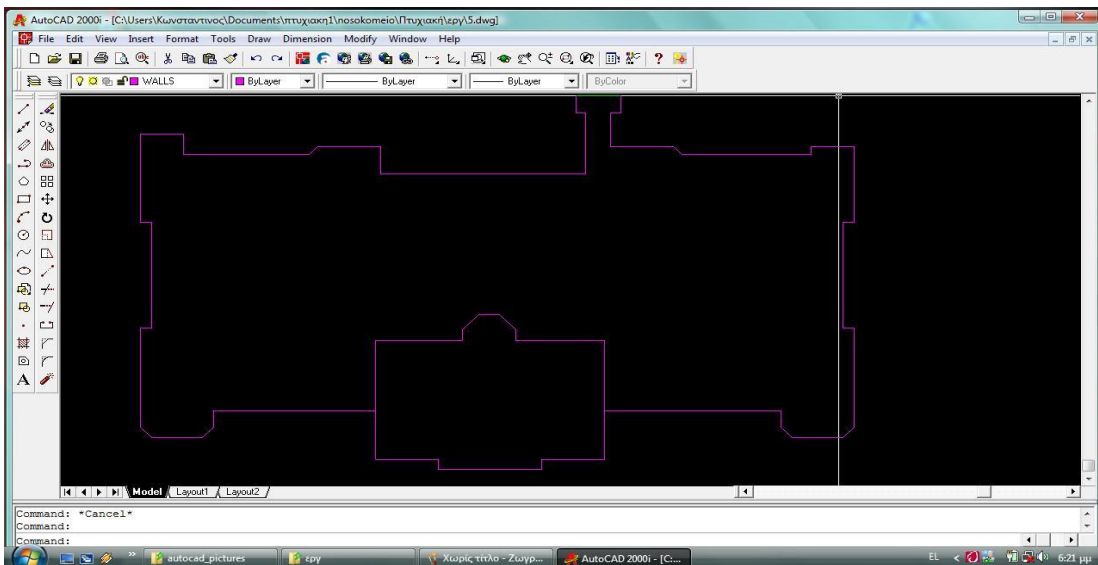 AutoCAD 2000i - [C:\Users\Κωνσταντινος\Documents\πτυχιακη1\nosokomeio\Πτυχιακή\εργ\5.dwg]
File Edit View Insert Format Tools Draw Dimension Modify Window Help
WALLS ByLayer ByLayer ByLayer ByColor
Model Layout1 Layout2
Command: *Cancel*
Command:
Command:
autocad_pictures εργ Χωρίς τίτλο - Ζωγρ... AutoCAD 2000i - [C:... EL 6:21 μμ